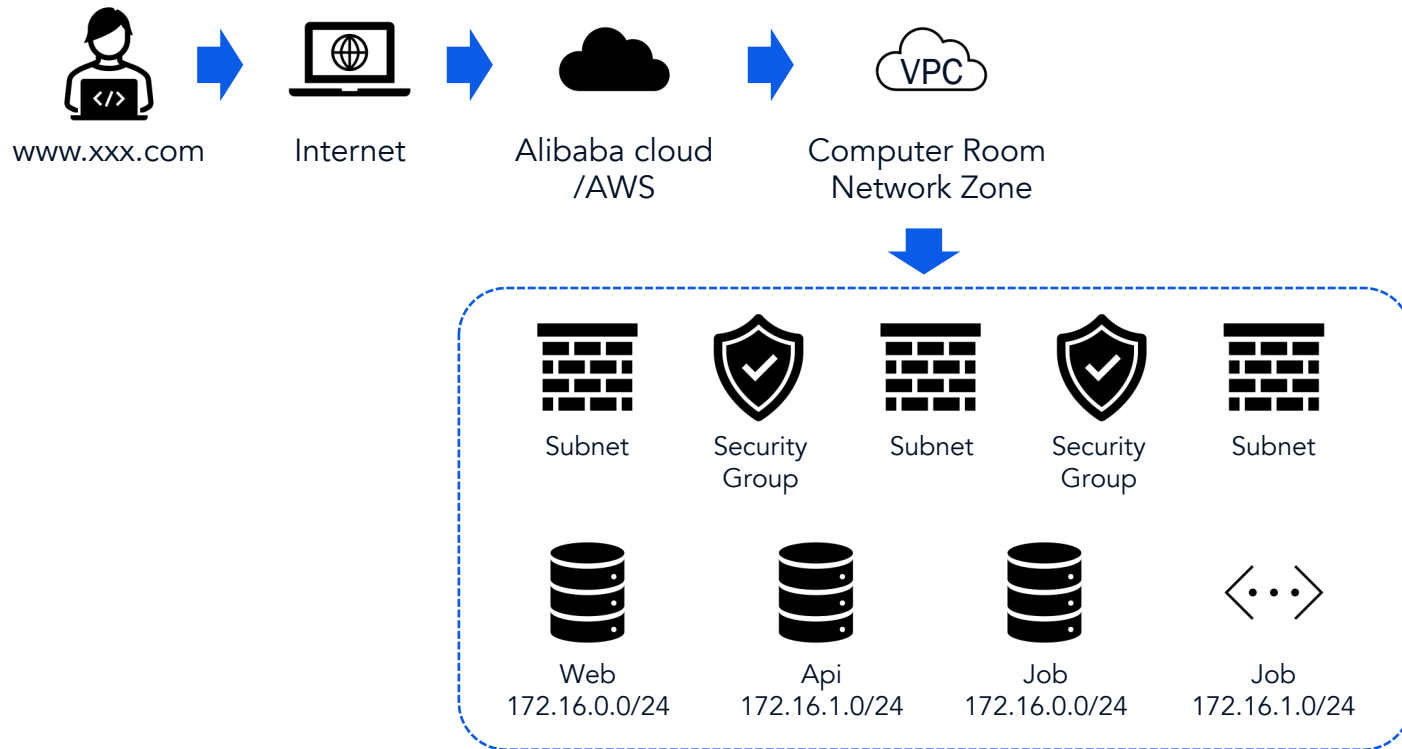 </>
VPC
www.xxx.com
Internet
Alibaba cloud
/AWS
Computer Room
Network Zone
Subnet
Security
Group
Subnet
Security
Group
Subnet
Web
172.16.0.0/24
Api
172.16.1.0/24
Job
172.16.0.0/24
Job
172.16.1.0/24